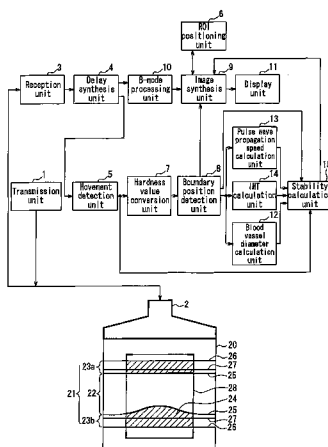 6
ROI
positioning
unit
3
Reception
unit
4
Delay
synthesis
unit
10
B-mode
processing
unit
9
Image
synthesis
unit
11
Display
unit
13
Pulse wave
propagation
speed
calculation
unit
1
Transmission
unit
5
Movement
detection
unit
7
Hardness
value
conversion
unit
8
Boundary
position
detection
unit
14
IMT
calculation
unit
Stability
calculation
unit
12
Blood
vessel
diameter
calculation
unit
2
20
26
23a
27
25
28
21
22
24
25
23b
27
26